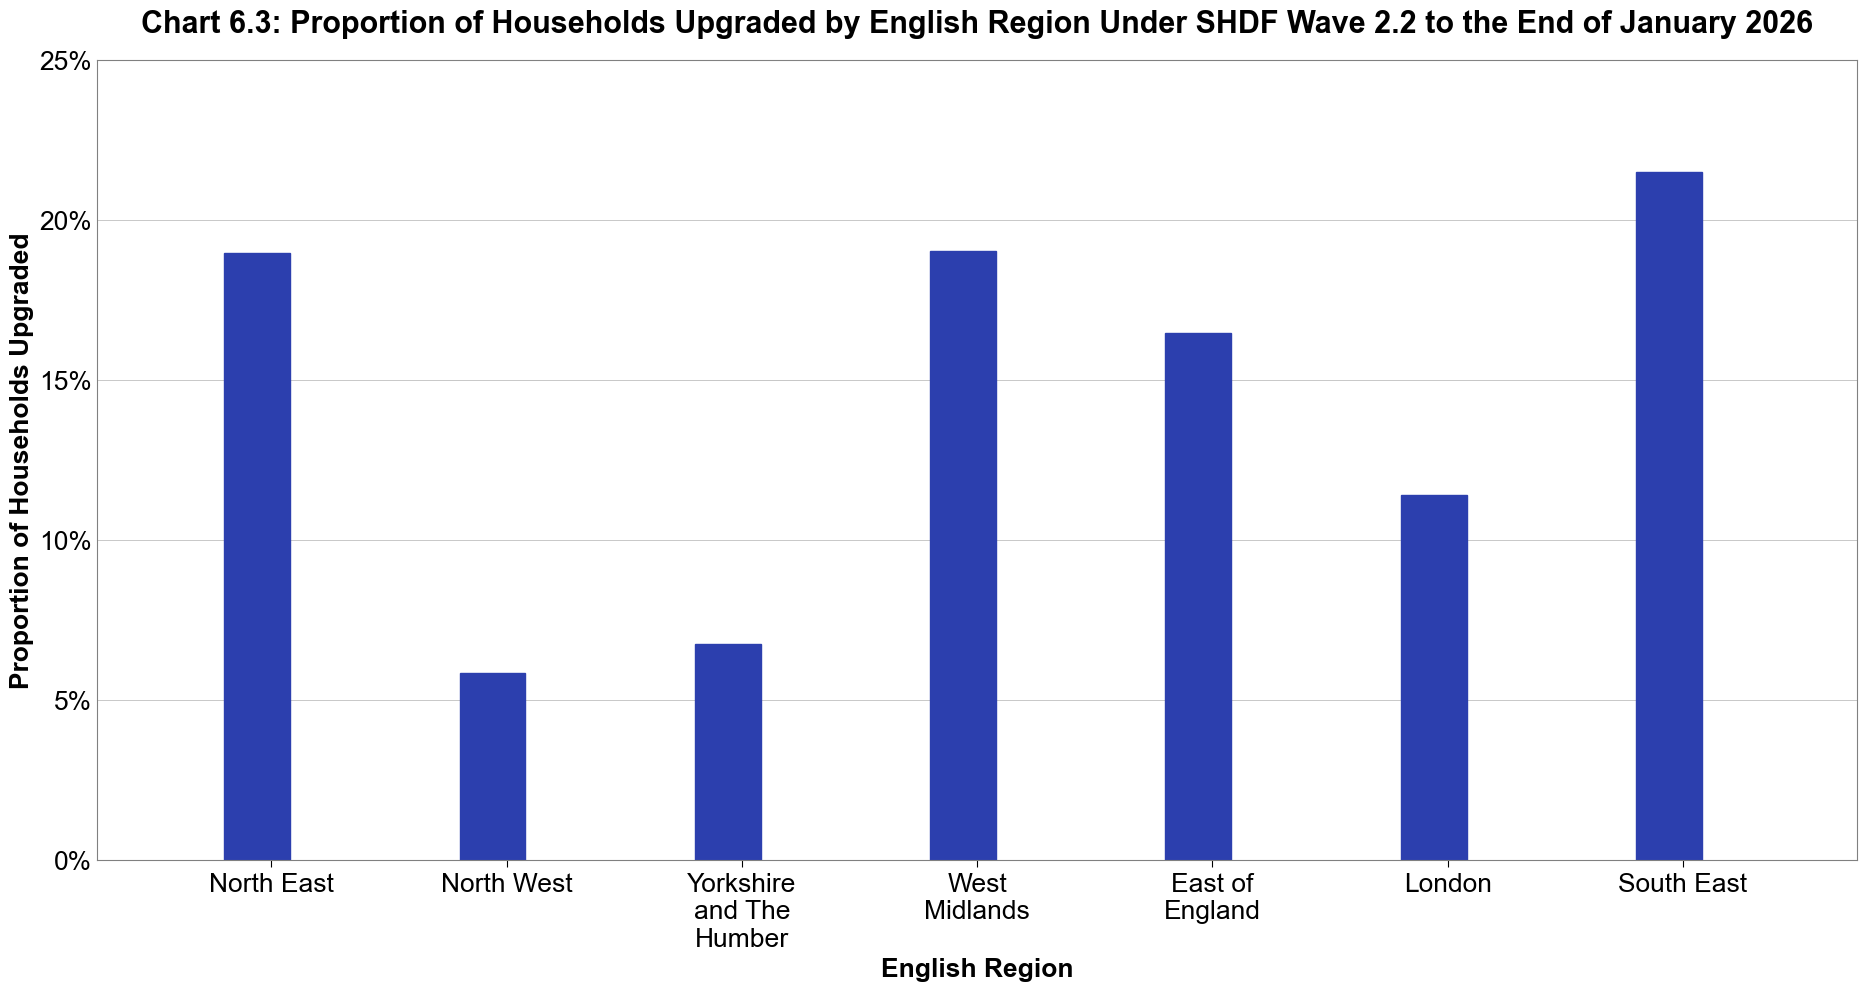 Chart 6.3: Proportion of Households Upgraded by English Region Under SHDF Wave 2.2 to the End of January 2026
Proportion of Households Upgraded
25%
20%
15%
10%
5%
0%
North East
North West
Yorkshire
and The
Humber
West
Midlands
East of
England
London
South East
English Region